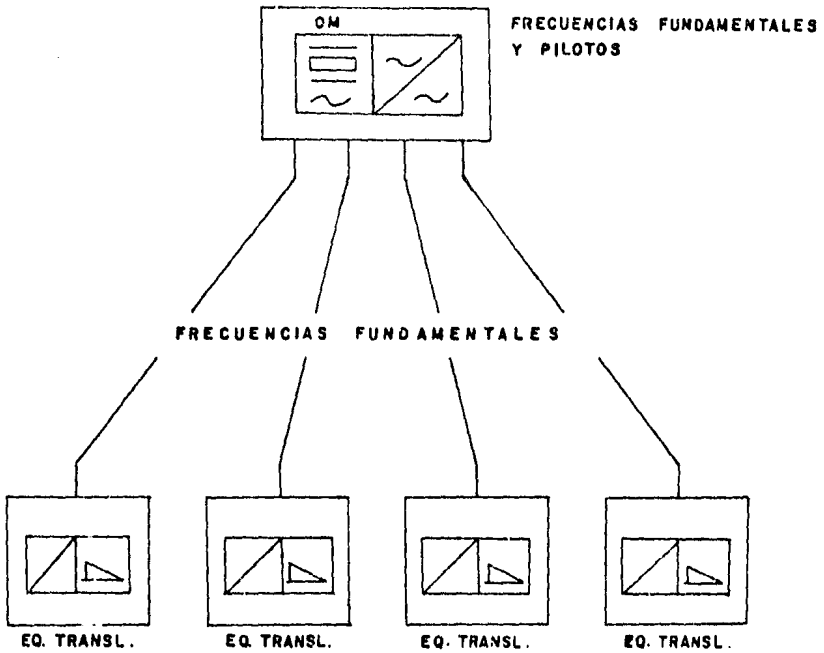 OM
FRECUENCIAS FUNDAMENTALES
Y PILOTOS
FRECUENCIAS FUNDAMENTALES
EQ. TRANSL.
EQ. TRANSL.
EQ. TRANSL.
EQ. TRANSL.